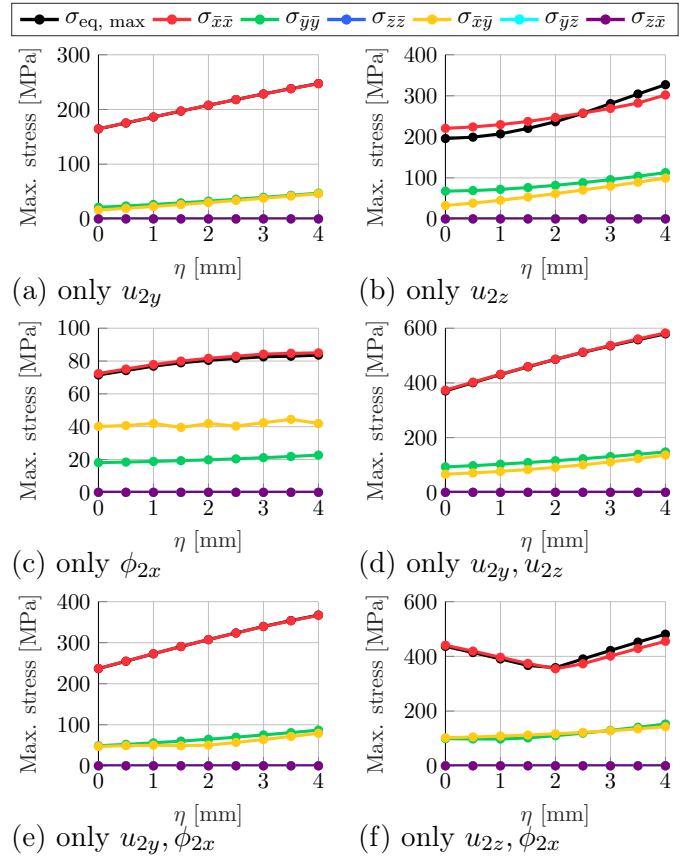 σeq, max σx̄x̄ σȳȳ σz̄z̄ σx̄ȳ σȳz̄ σz̄x̄
Max. stress [MPa]
300
200
100
0
0 1 2 3 4
η [mm]
(a) only u2y
Max. stress [MPa]
400
300
200
100
0
0 1 2 3 4
η [mm]
(b) only u2z
Max. stress [MPa]
100
80
60
40
20
0
0 1 2 3 4
η [mm]
(c) only ϕ2x
Max. stress [MPa]
600
400
200
0
0 1 2 3 4
η [mm]
(d) only u2y, u2z
Max. stress [MPa]
400
300
200
100
0
0 1 2 3 4
η [mm]
(e) only u2y, ϕ2x
Max. stress [MPa]
600
400
200
0
0 1 2 3 4
η [mm]
(f) only u2z, ϕ2x